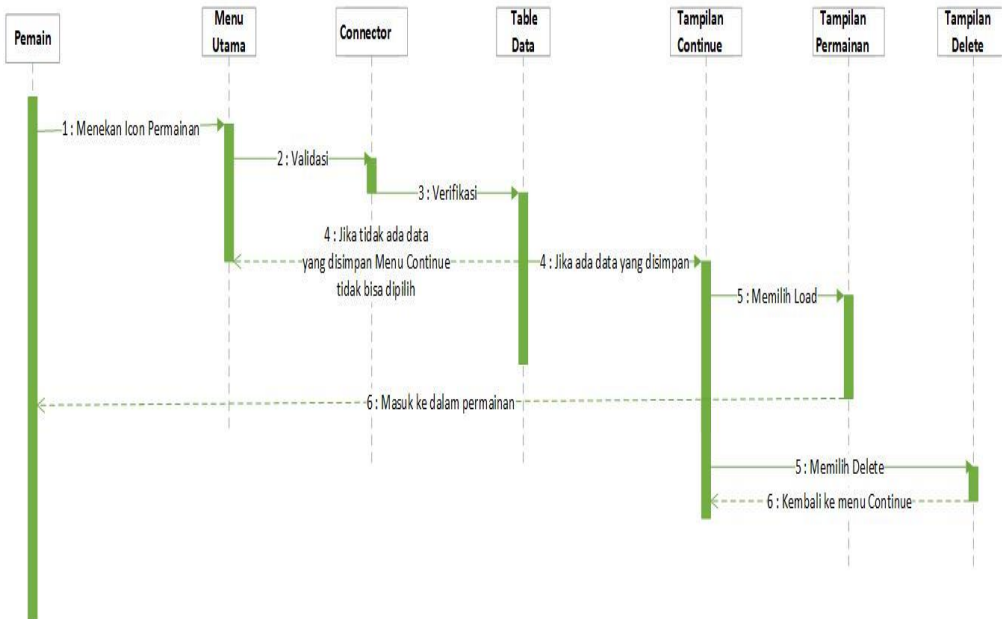 Pemain
Menu
Utama
Connector
Table
Data
Tampilan
Continue
Tampilan
Permainan
Tampilan
Delete
1 : Menekan Icon Permainan
2 : Validasi
3 : Verifikasi
4 : Jika tidak ada data
yang disimpan Menu Continue
tidak bisa dipilih
4 : Jika ada data yang disimpan
5 : Memilih Load
6 : Masuk ke dalam permainan
5 : Memilih Delete
6 : Kembali ke menu Continue